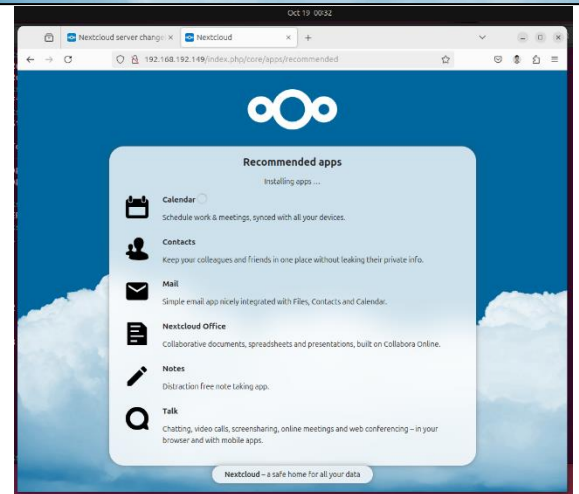 Oct 19 00:32
Nextcloud server change
Nextcloud
192.168.192.149/index.php/core/apps/recommended
Recommended apps
Installing apps ...
Calendar
Schedule work & meetings, synced with all your devices.
Contacts
Keep your colleagues and friends in one place without leaking their private info.
Mail
Simple email app nicely integrated with Files, Contacts and Calendar.
Nextcloud Office
Collaborative documents, spreadsheets and presentations, built on Collabora Online.
Notes
Distraction free note taking app.
Talk
Chatting, video calls, screensharing, online meetings and web conferencing – in your
browser and with mobile apps.
Nextcloud – a safe home for all your data